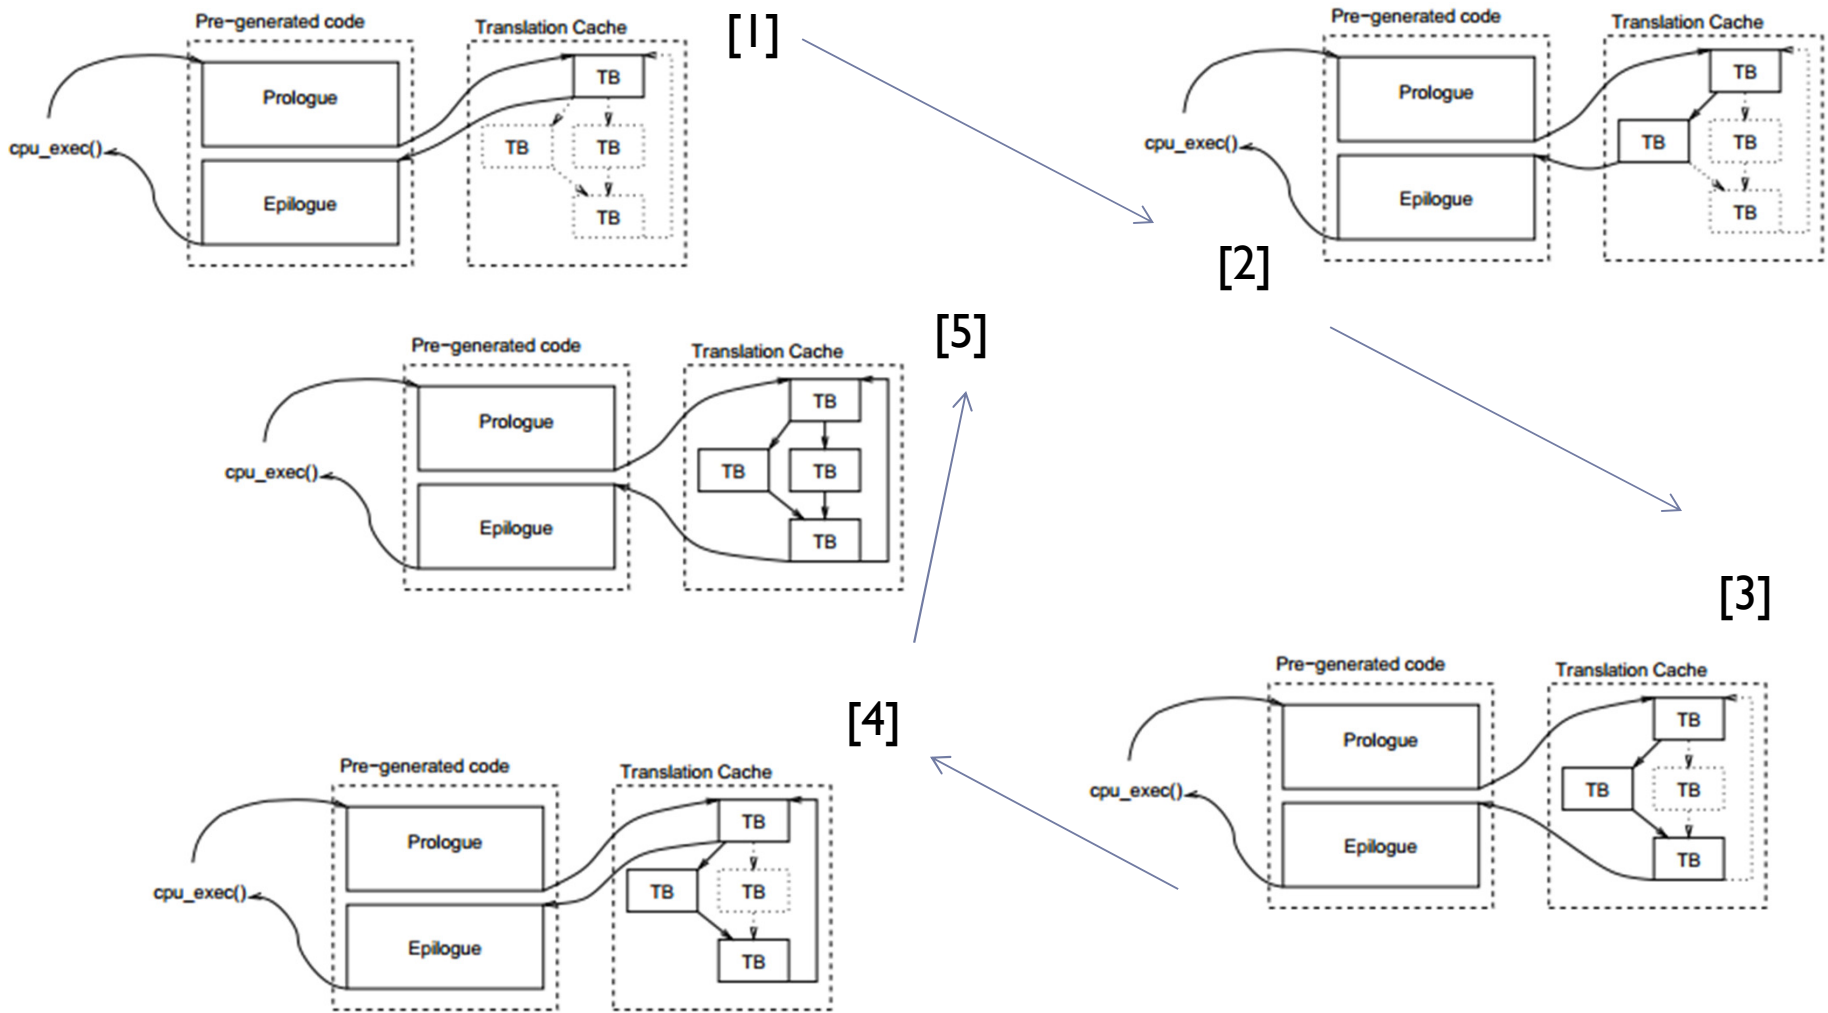 [1]
Pre-generated code
Translation Cache
Prologue
TB
cpu_exec()
TB
TB
Epilogue
TB
[2]
Pre-generated code
Translation Cache
Prologue
TB
cpu_exec()
TB
TB
Epilogue
TB
[3]
Pre-generated code
Translation Cache
Prologue
TB
cpu_exec()
TB
TB
Epilogue
TB
[4]
Pre-generated code
Translation Cache
Prologue
TB
cpu_exec()
TB
TB
Epilogue
TB
[5]
Pre-generated code
Translation Cache
Prologue
TB
cpu_exec()
TB
TB
Epilogue
TB